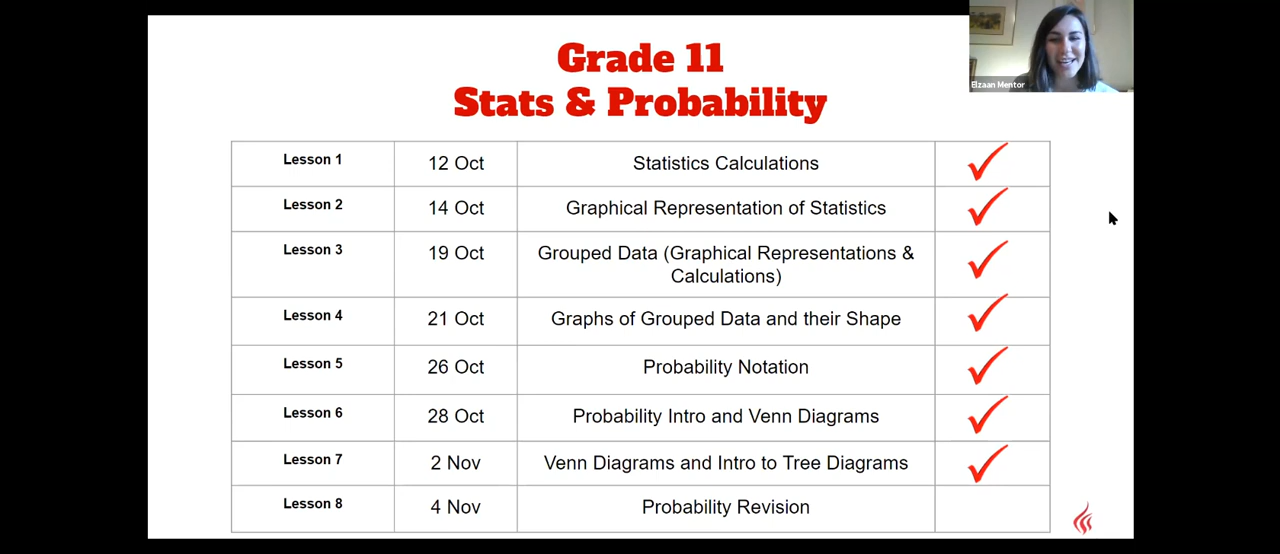 Grade 11
Stats & Probability
Elzaan Mentor
Lesson 1 12 Oct Statistics Calculations
Lesson 2 14 Oct Graphical Representation of Statistics
Lesson 3 19 Oct Grouped Data (Graphical Representations &
Calculations)
Lesson 4 21 Oct Graphs of Grouped Data and their Shape
Lesson 5 26 Oct Probability Notation
Lesson 6 28 Oct Probability Intro and Venn Diagrams
Lesson 7 2 Nov Venn Diagrams and Intro to Tree Diagrams
Lesson 8 4 Nov Probability Revision